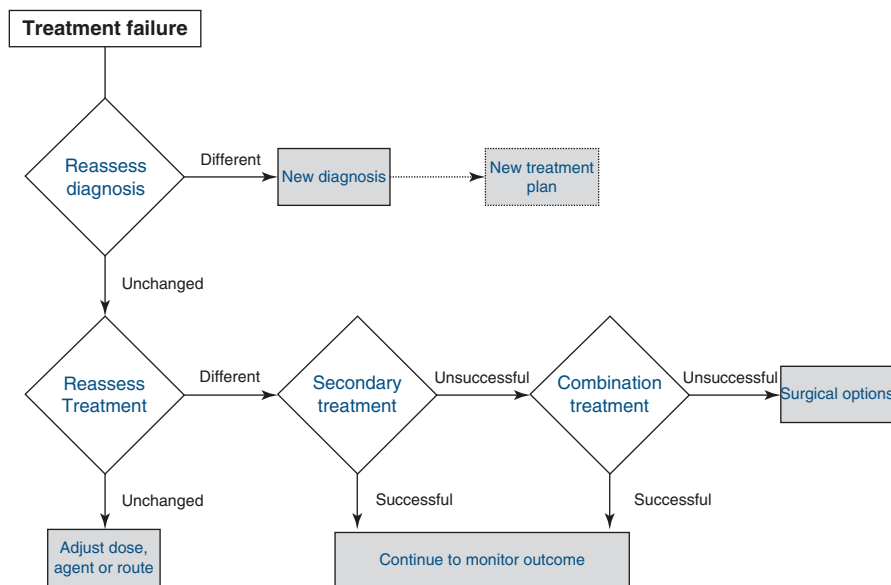 Treatment failure
Reassess
diagnosis
Different
New diagnosis
New treatment
plan
Unchanged
Reassess
Treatment
Different
Secondary
treatment
Unsuccessful
Combination
treatment
Unsuccessful
Surgical options
Unchanged
Successful
Successful
Adjust dose,
agent or route
Continue to monitor outcome